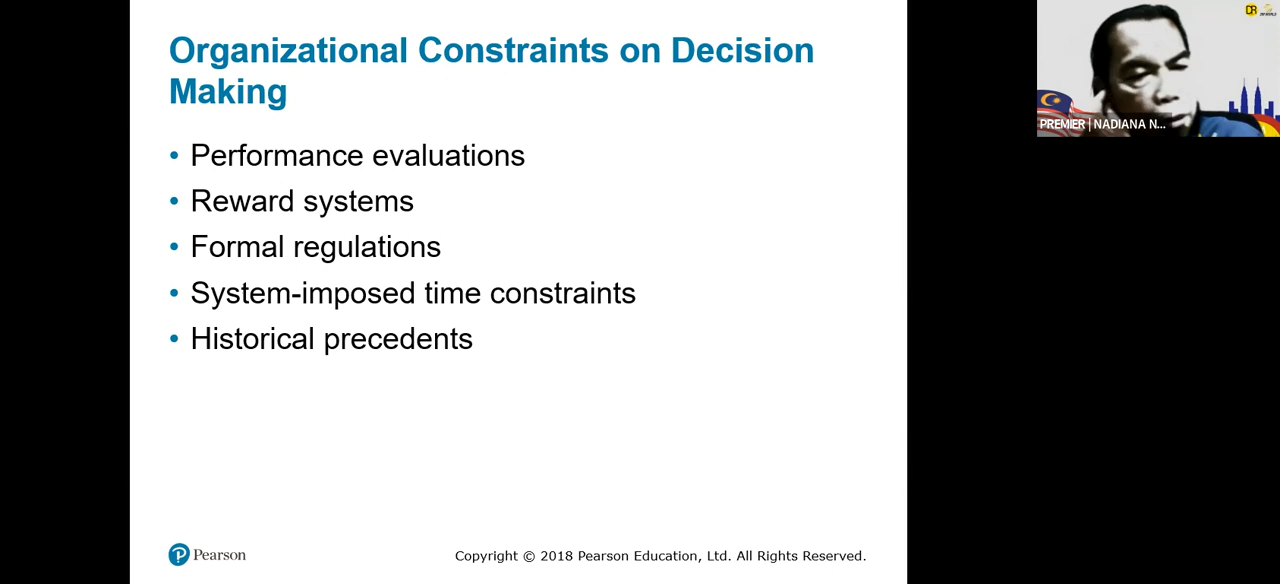 Organizational Constraints on Decision
Making
• Performance evaluations
• Reward systems
• Formal regulations
• System-imposed time constraints
• Historical precedents
Pearson
Copyright © 2018 Pearson Education, Ltd. All Rights Reserved.
DR
PREMIER | NADIANA N...